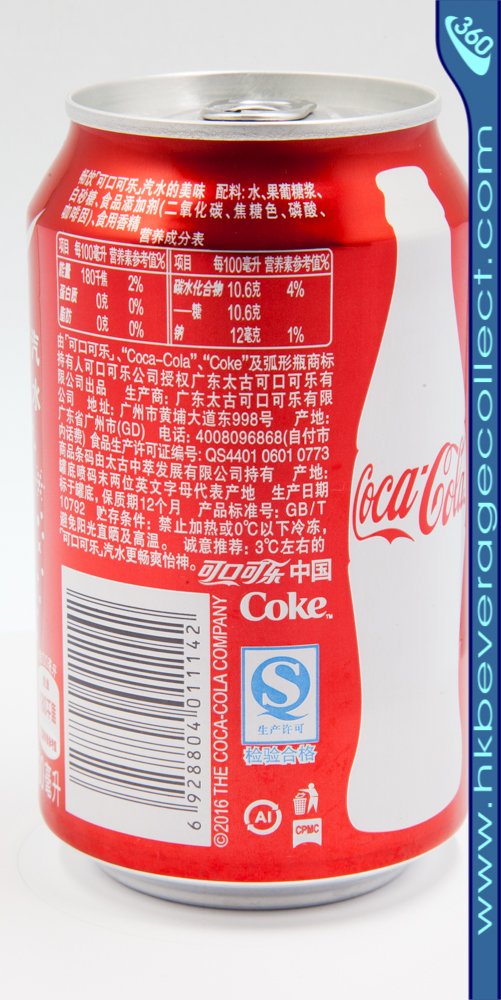 360
www.hkbeveragecollect.com
畅饮「可口可乐」汽水的美味 配料:水、果葡糖浆、
白砂糖、食品添加剂(二氧化碳、焦糖色、磷酸、
咖啡因)、食用香精
营养成分表
项目 每100毫升 营养素参考值% 项目 每100毫升 营养素参考值%
能量 180千焦 2% 碳水化合物 10.6克 4%
蛋白质 0克 0% —糖 10.6克
脂肪 0克 0% 钠 12毫克 1%
由「可口可乐」、“Coca-Cola”、“Coke”及弧形瓶商标
持有人可口可乐公司授权广东太古可口可乐有
限公司出品 生产商: 广东太古可口可乐有限
公司 地址: 广州市黄埔大道东998号 产地:
广东省广州市(GD) 电话: 4008096868(自付市
内话费) 食品生产许可证编号: QS4401 0601 0773
商品条码由太古中萃发展有限公司持有 产地:
罐底喷码末两位英文字母代表产地 生产日期
标于罐底, 保质期12个月 产品标准号: GB/T
10792 贮存条件: 禁止加热或0℃以下冷冻,
避免阳光直晒及高温。 诚意推荐: 3℃左右的
「可口可乐」汽水更畅爽怡神。
可口可乐 中国
Coke™
6 928804 011142
©2016 THE COCA-COLA COMPANY
S
生产许可
检验合格
Al
CPMC
Coca-Cola
汽水
毫升